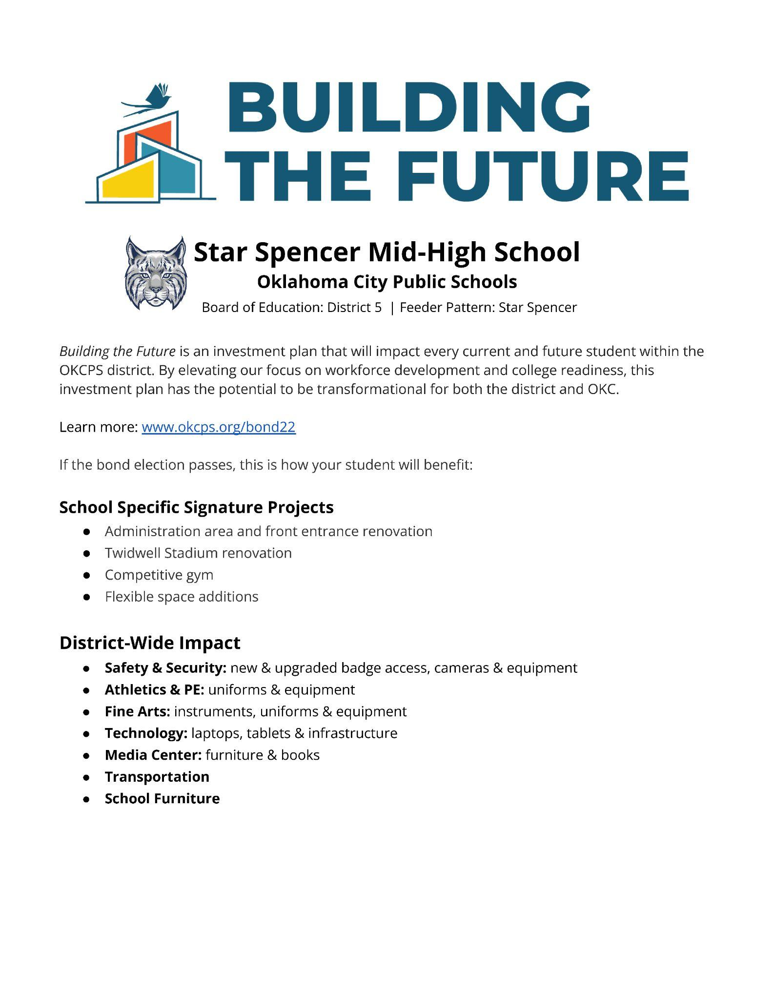 BUILDING
THE FUTURE
Star Spencer Mid-High School
Oklahoma City Public Schools
Board of Education: District 5 | Feeder Pattern: Star Spencer
Building the Future is an investment plan that will impact every current and future student within the
OKCPS district. By elevating our focus on workforce development and college readiness, this
investment plan has the potential to be transformational for both the district and OKC.
Learn more: www.okcps.org/bond22
If the bond election passes, this is how your student will benefit:
School Specific Signature Projects
● Administration area and front entrance renovation
● Twidwell Stadium renovation
● Competitive gym
● Flexible space additions
District-Wide Impact
● Safety & Security: new & upgraded badge access, cameras & equipment
● Athletics & PE: uniforms & equipment
● Fine Arts: instruments, uniforms & equipment
● Technology: laptops, tablets & infrastructure
● Media Center: furniture & books
● Transportation
● School Furniture